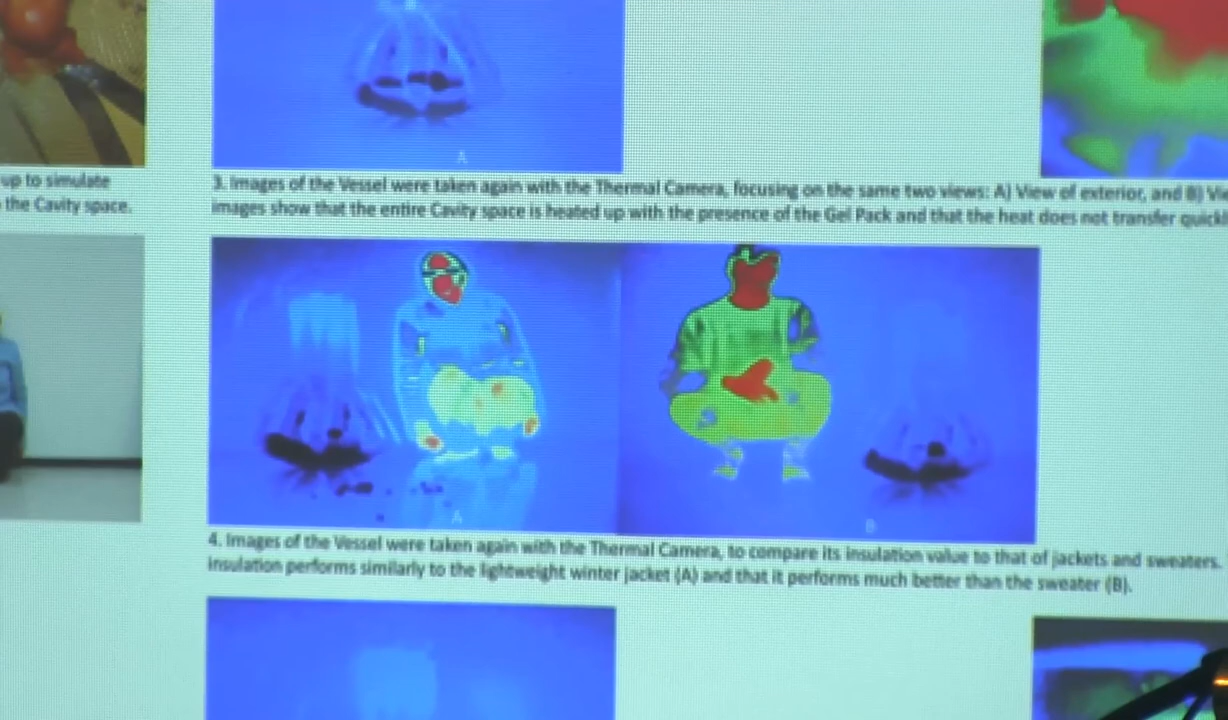 A
up to simulate
the Cavity space.
3. Images of the Vessel were taken again with the Thermal Camera, focusing on the same two views: A) View of exterior, and B)
images show that the entire Cavity space is heated up with the presence of the Gel Pack and that the heat does not transfer
A
B
4. Images of the Vessel were taken again with the Thermal Camera, to compare its insulation value to that of jackets and sweaters.
insulation performs similarly to the lightweight winter jacket (A) and that it performs much better than the sweater (B).